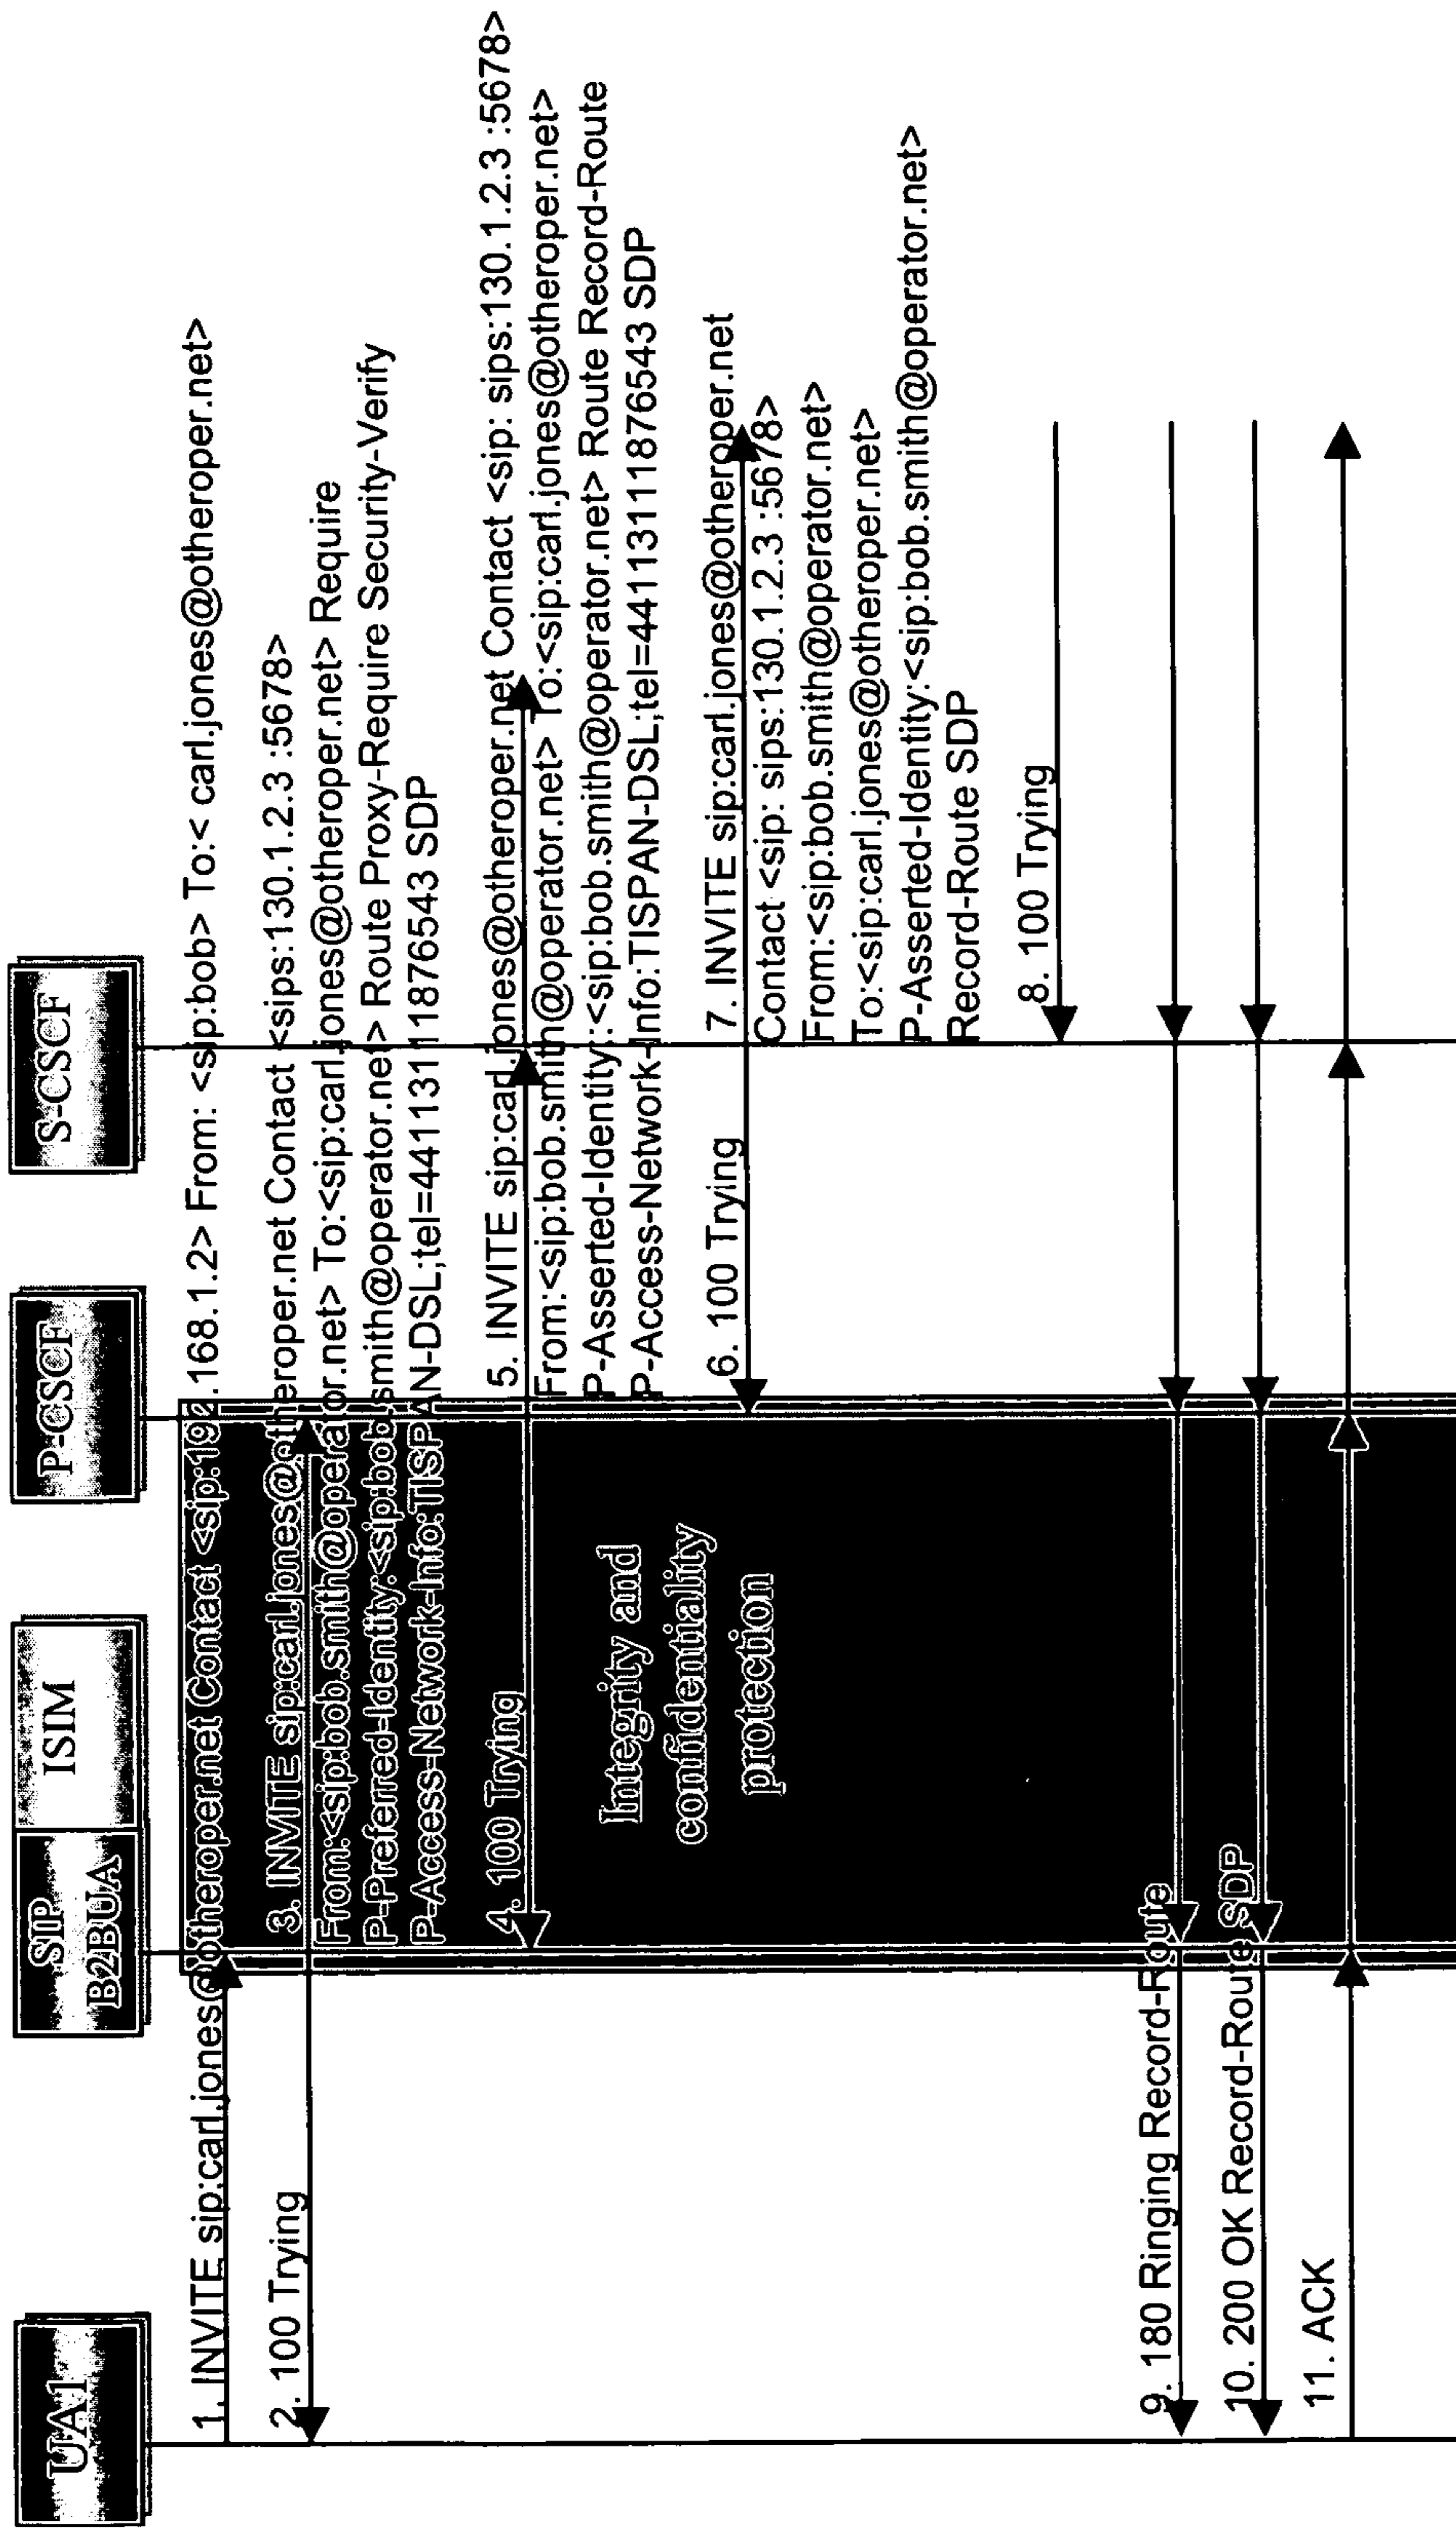 UA1
SIP
B2BUA
ISIM
P-CSCF
S-CSCF
1. INVITE sip:carl.jones@otheroper.net Contact <sip:192.168.1.2> From: <sip:bob> To:< carl.jones@otheroper.net>
2. 100 Trying
3. INVITE sip:carl.jones@otheroper.net Contact <sips:130.1.2.3 :5678>
From:<sip:bob.smith@operator.net> To:<sip:carl.jones@otheroper.net> Require
P-Preferred-Identity:<sip:bob.smith@operator.net> Route Proxy-Require Security-Verify
P-Access-Network-Info:TISPAN-DSL;tel=44113111876543 SDP
4. 100 Trying
5. INVITE sip:carl.jones@otheroper.net Contact <sip: sips:130.1.2.3 :5678>
From:<sip:bob.smith@operator.net> To:<sip:carl.jones@otheroper.net>
P-Asserted-Identity:<sip:bob.smith@operator.net> Route Record-Route
P-Access-Network-Info:TISPAN-DSL;tel=44113111876543 SDP
Integrity and
confidentiality
protection
6. 100 Trying
7. INVITE sip:carl.jones@otheroper.net
Contact <sip: sips:130.1.2.3 :5678>
From:<sip:bob.smith@operator.net>
To:<sip:carl.jones@otheroper.net>
P-Asserted-Identity:<sip:bob.smith@operator.net>
Record-Route SDP
8. 100 Trying
9. 180 Ringing Record-Route
10. 200 OK Record-Route SDP
11. ACK